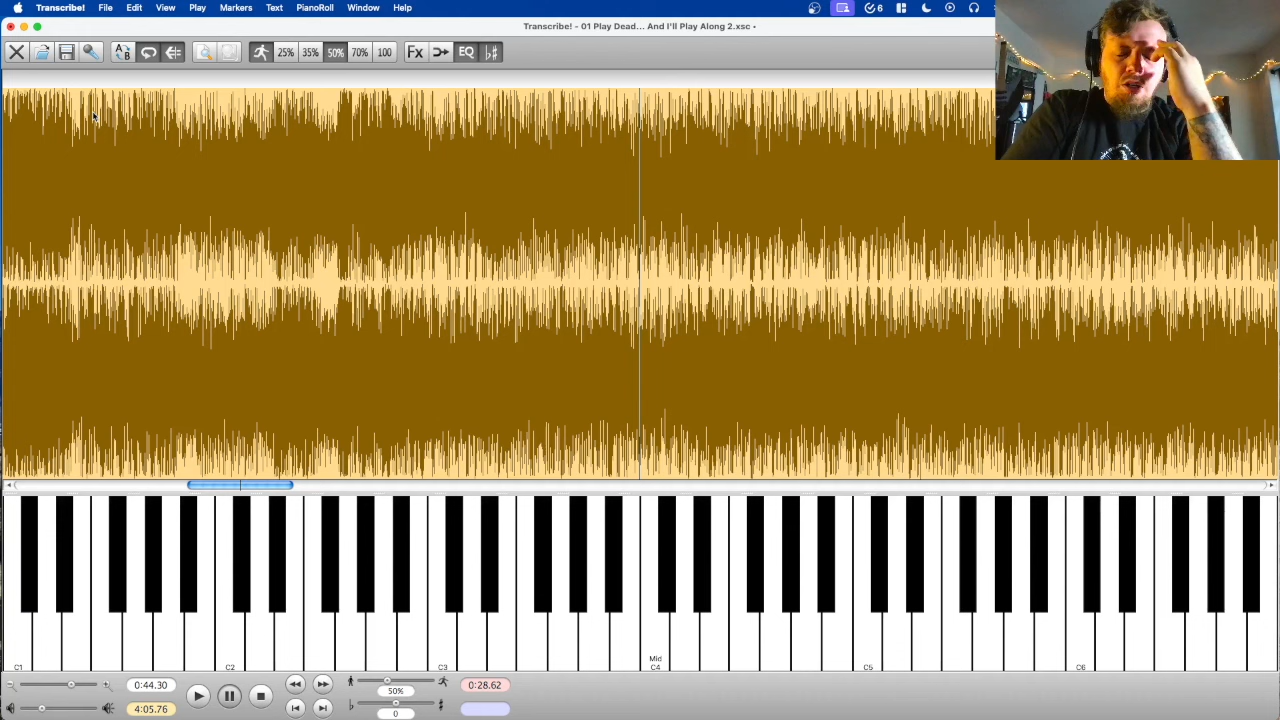 Transcribe! File Edit View Play Markers Text PianoRoll Window Help 6
Transcribe! - 01 Play Dead... And I'll Play Along 2.xsc •
A B 25% 35% 50% 70% 100 Fx EQ ♭♯
C1 C2 C3 Mid C4 C5 C6
0:44.30 50% 0:28.62
4:05.76 ♭ 0 ♯